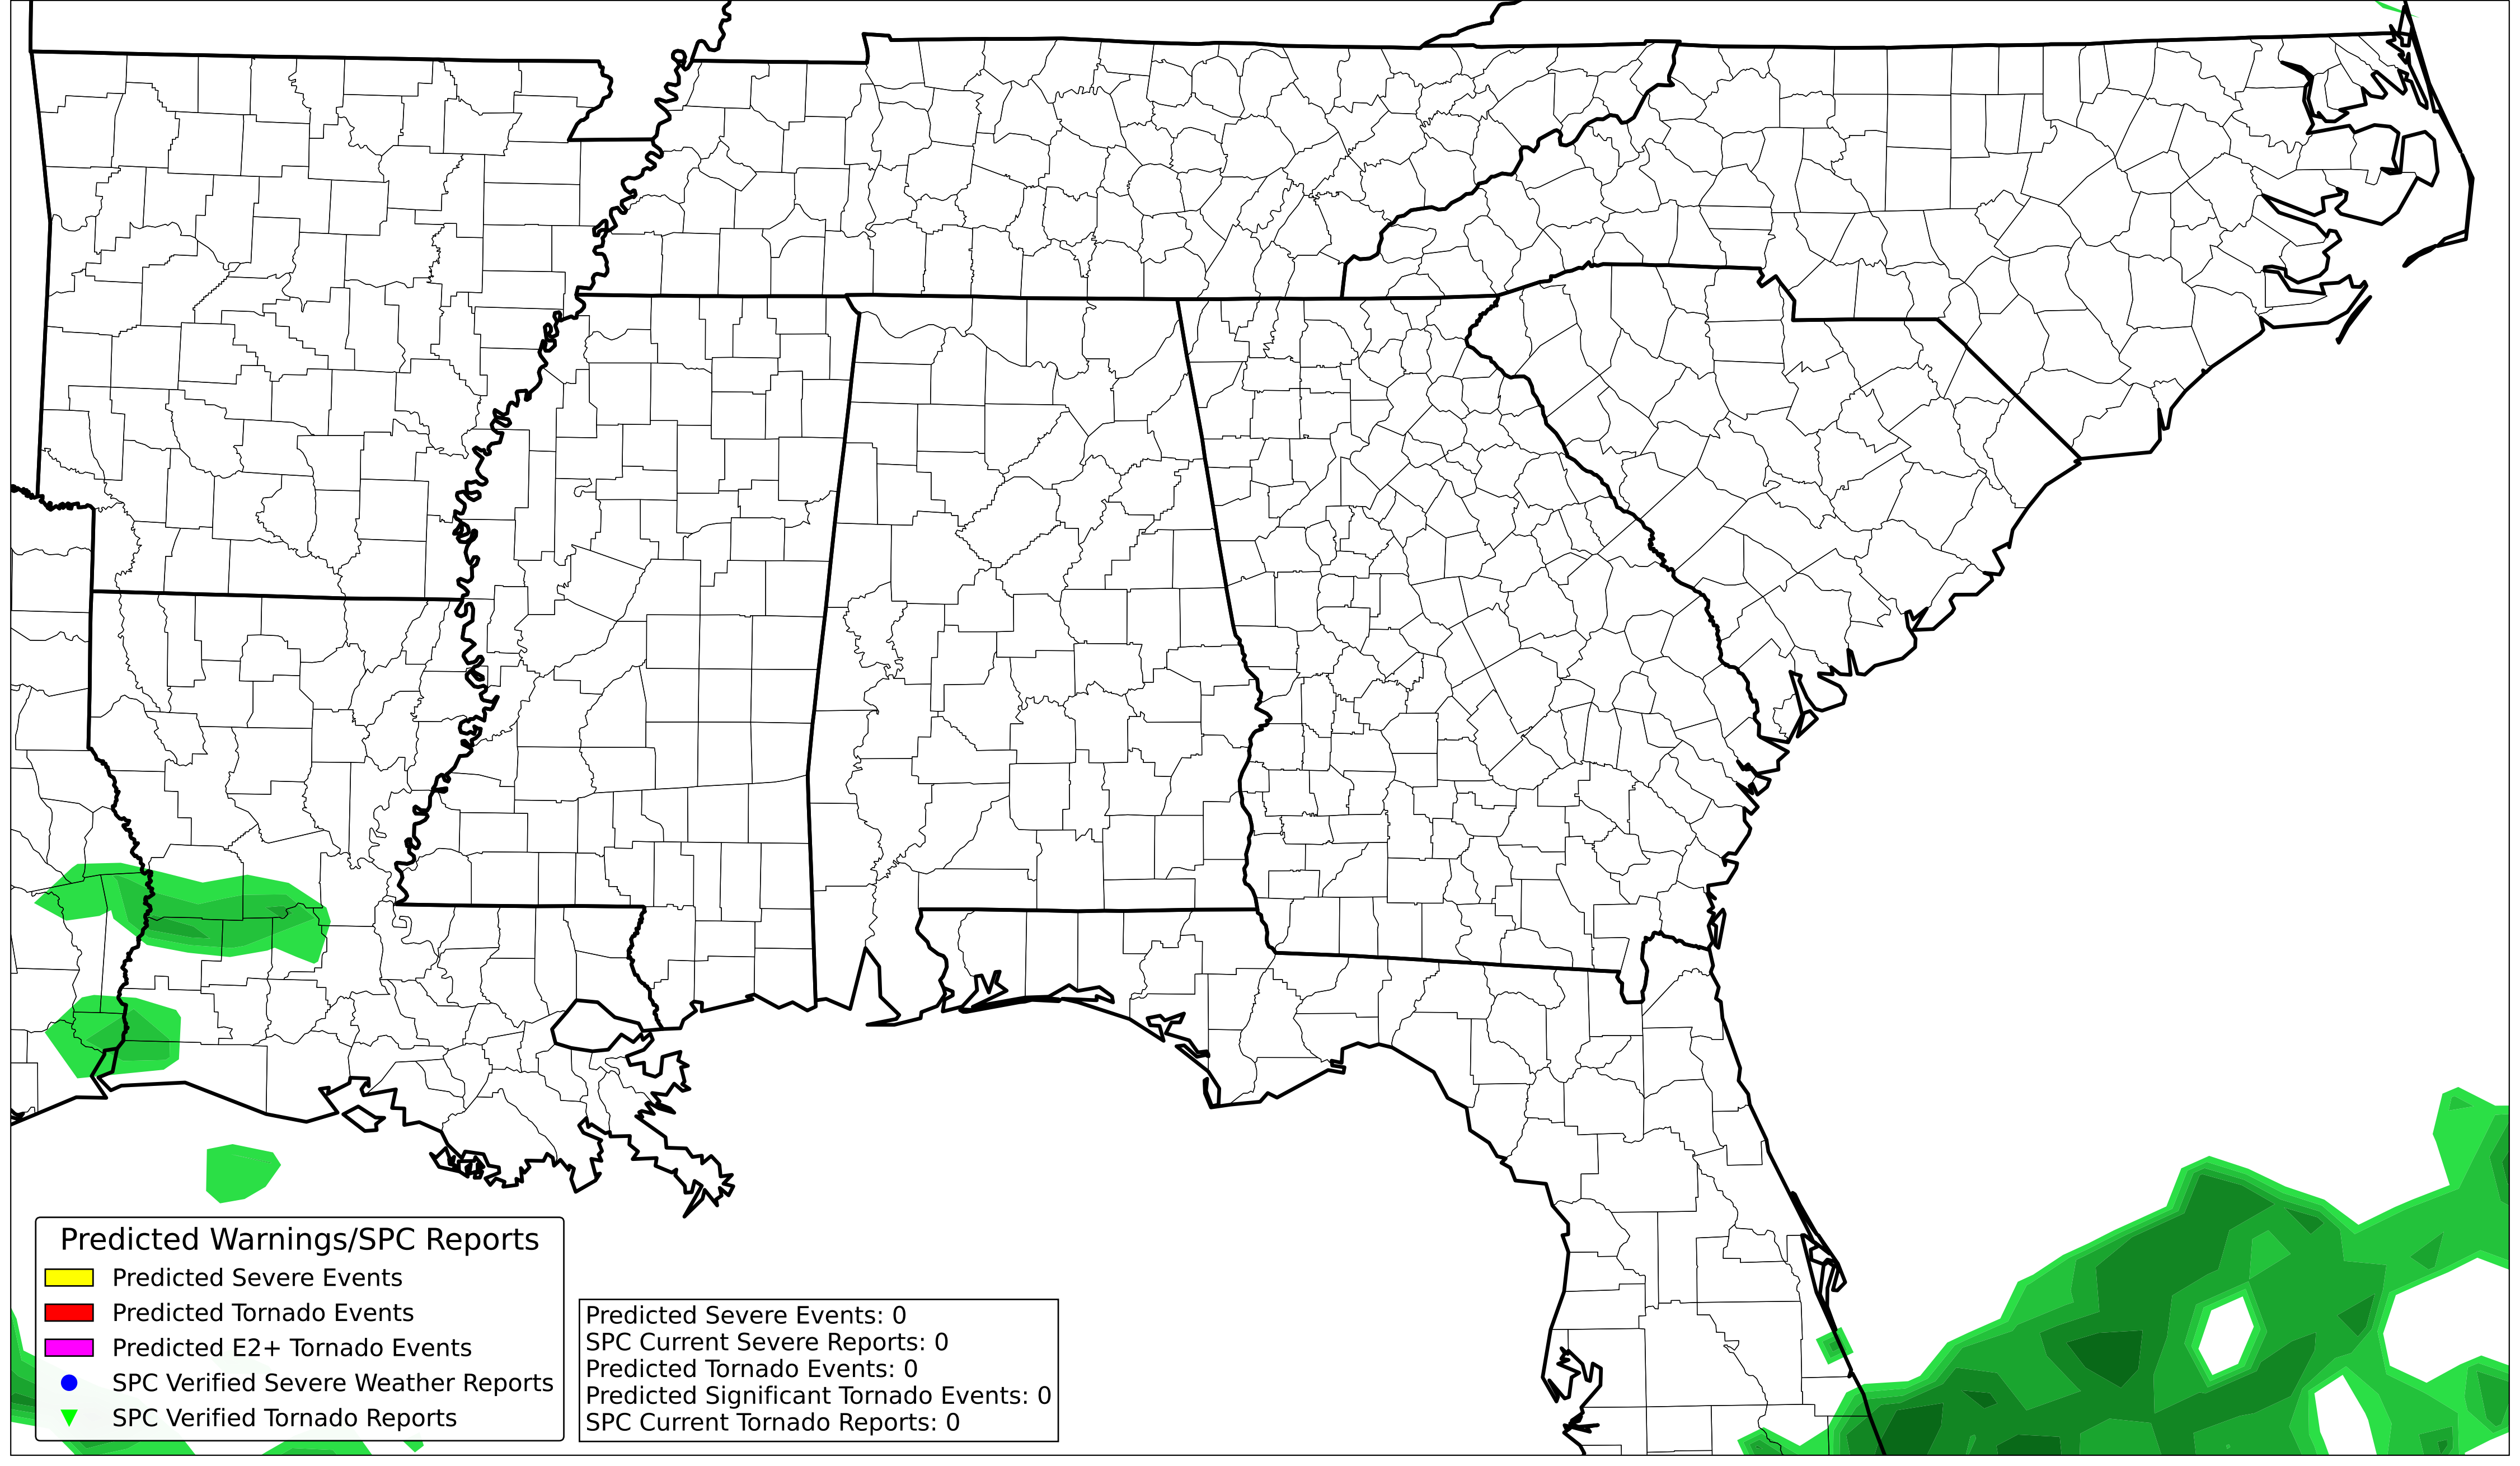 Predicted Warnings/SPC Reports
Predicted Severe Events
Predicted Tornado Events
Predicted E2+ Tornado Events
SPC Verified Severe Weather Reports
SPC Verified Tornado Reports
Predicted Severe Events: 0
SPC Current Severe Reports: 0
Predicted Tornado Events: 0
Predicted Significant Tornado Events: 0
SPC Current Tornado Reports: 0